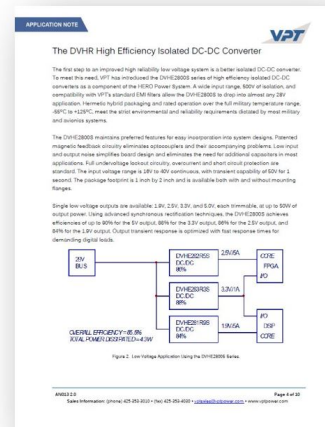 APPLICATION NOTE
VPT
The DVHR High Efficiency Isolated DC-DC Converter
The first step to an improved high reliability low voltage system is a better isolated DC-DC converter.
To meet this need, VPT has introduced the DVHE2800S series of high efficiency isolated DC-DC
converters as a component of the HERO Power System. A wide input range, 500V of isolation, and
compatibility with VPT's standard EMI filters allow the DVHE2800S to drop into almost any 28V
application. Hermetic hybrid packaging and rated operation over the full military temperature range,
-55°C to +125°C, meet the strict environmental and reliability requirements dictated by most military
and avionics systems.
The DVHE2800S maintains preferred features for easy incorporation into system designs. Patented
magnetic feedback circuitry eliminates optocouplers and their accompanying problems. Low input
and output noise simplifies board design and eliminates the need for additional capacitors in most
applications. Full undervoltage lockout circuitry, overcurrent and short circuit protections are
standard. The input voltage range is 16V to 40V continuous, with transient capability of 50V for 1
second. The package footprint is 1 inch by 2 inch and is available both with and without mounting
flanges.
Single low voltage outputs are available: 1.9V, 2.5V, 3.3V, and 5.0V, each trimmable, at up to 50W of
output power. Using advanced synchronous rectification techniques, the DVHE2800S achieves
efficiencies of up to 90% for the 5V output, 88% for the 3.3V output, 86% for the 2.5V output, and
84% for the 1.9V output. Output transient response is optimized with fast response times for
demanding digital loads.
28V
BUS
DVHE282R5S
DC/DC
86%
2.5V/5A
CORE
FPGA
I/O
DVHE283R3S
DC/DC
88%
3.3V/1A
I/O
DSP
CORE
DVHE281R9S
DC/DC
84%
1.9V/5A
OVERALL EFFICIENCY = 85.8%
TOTAL POWER DISSIPATED = 4.3W
Figure 2. Low Voltage Application Using the DVHE2800S Series.
AN013 2.0
Page 4 of 10
Sales Information: (phone) 425-353-3010 • (fax) 425-353-4030 • vptsales@vptpower.com • www.vptpower.com